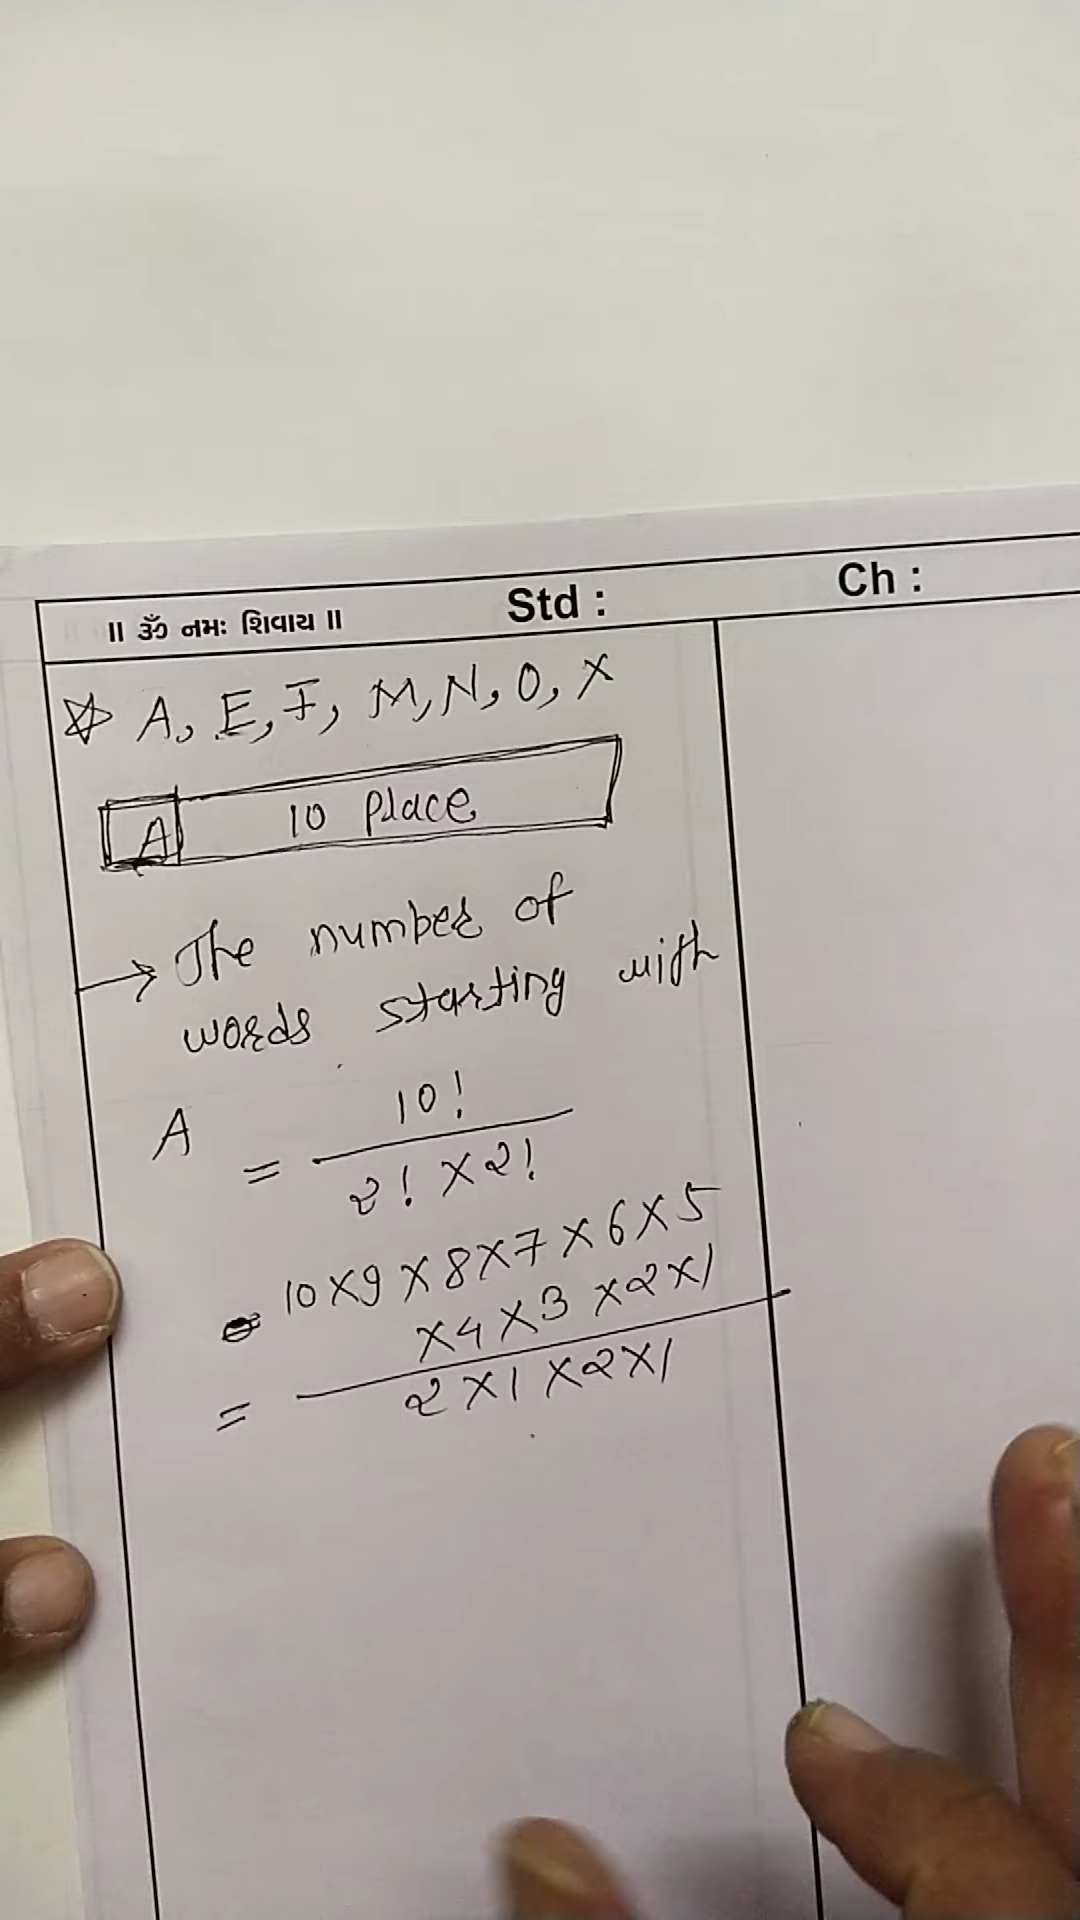 ॥ ૐ નમઃ શિવાય ॥ Std : Ch :
A, E, I, M, N, O, X
A 10 Place
→ The number of
words starting with
A = 10!
2! × 2!
10×9×8×7×6×5
×4×3×2×1
= 2×1×2×1